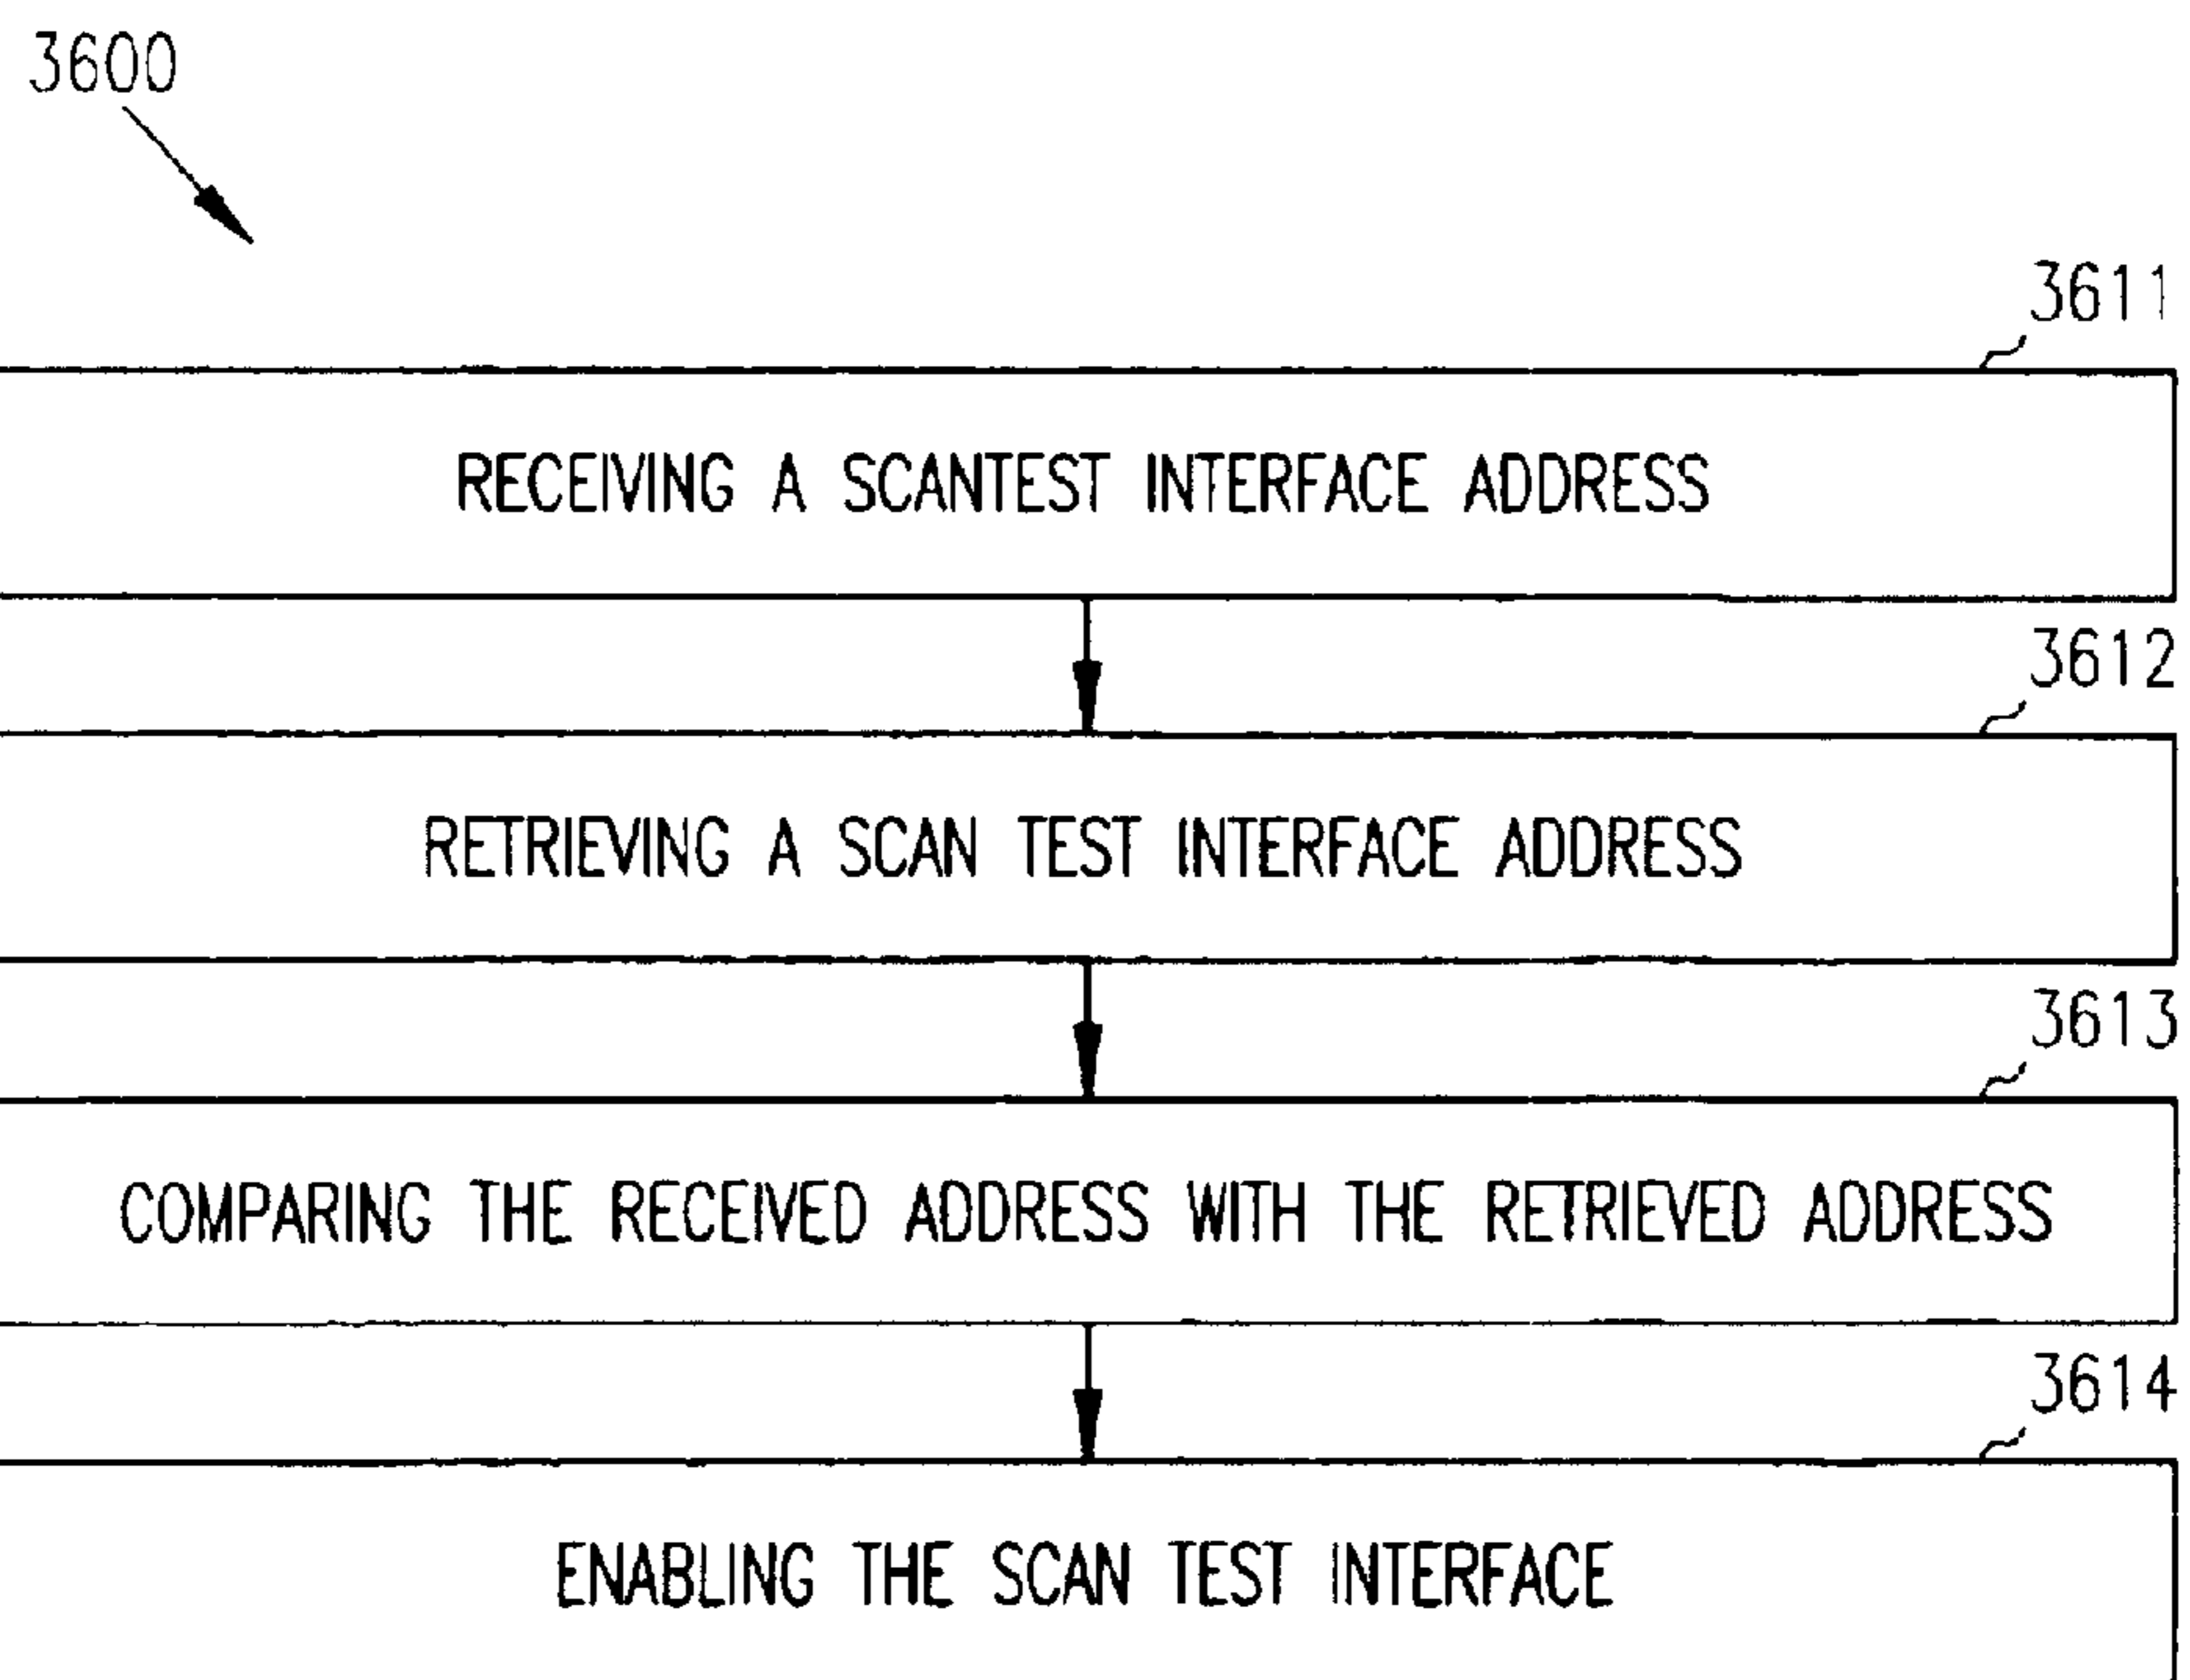 3600
3611
RECEIVING A SCANTEST INTERFACE ADDRESS
3612
RETRIEVING A SCAN TEST INTERFACE ADDRESS
3613
COMPARING THE RECEIVED ADDRESS WITH THE RETRIEVED ADDRESS
3614
ENABLING THE SCAN TEST INTERFACE